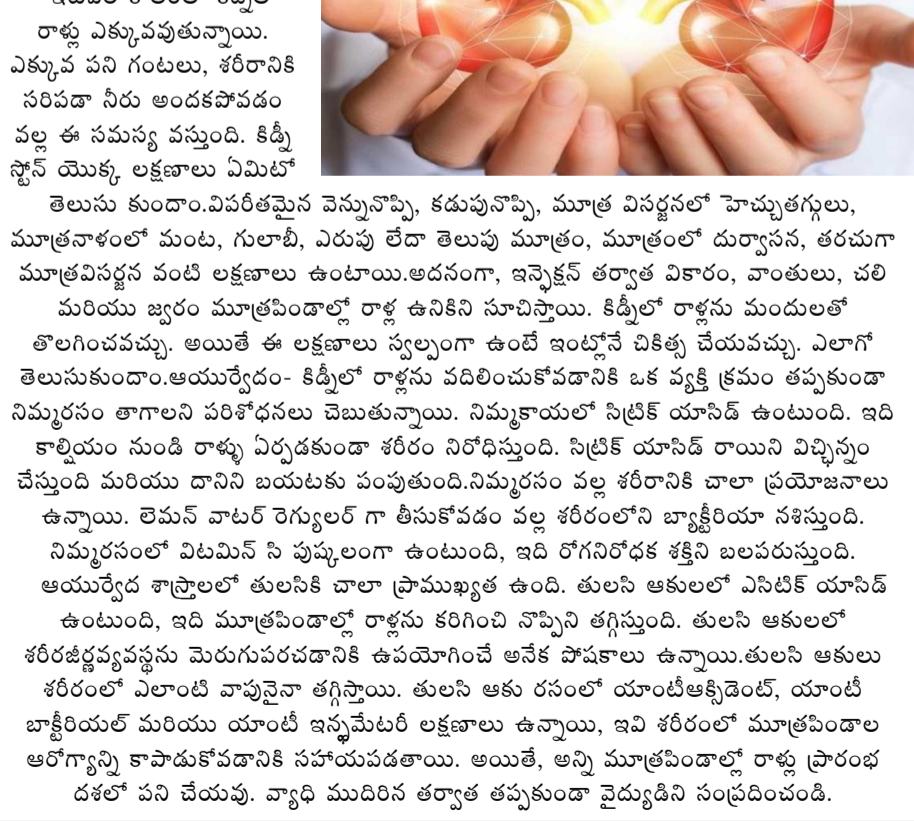 రాళ్లు ఎక్కువవుతున్నాయి.
ఎక్కువ పని గంటలు, శరీరానికి
సరిపడా నీరు అందకపోవడం
వల్ల ఈ సమస్య వస్తుంది. కిడ్నీ
స్టోన్ యొక్క లక్షణాలు ఏమిటో
తెలుసు కుందాం.విపరీతమైన వెన్నునొప్పి, కడుపునొప్పి, మూత్ర విసర్జనలో హెచ్చుతగ్గులు,
మూత్రనాళంలో మంట, గులాబీ, ఎరుపు లేదా తెలుపు మూత్రం, మూత్రంలో దుర్వాసన, తరచుగా
మూత్రవిసర్జన వంటి లక్షణాలు ఉంటాయి.అదనంగా, ఇన్ఫెక్షన్ తర్వాత వికారం, వాంతులు, చలి
మరియు జ్వరం మూత్రపిండాల్లో రాళ్ల ఉనికిని సూచిస్తాయి. కిడ్నీలో రాళ్లను మందులతో
తొలగించవచ్చు. అయితే ఈ లక్షణాలు స్వల్పంగా ఉంటే ఇంట్లోనే చికిత్స చేయవచ్చు. ఎలాగో
తెలుసుకుందాం.ఆయుర్వేదం- కిడ్నీలో రాళ్లను వదిలించుకోవడానికి ఒక వ్యక్తి క్రమం తప్పకుండా
నిమ్మరసం తాగాలని పరిశోధనలు చెబుతున్నాయి. నిమ్మకాయలో సిట్రిక్ యాసిడ్ ఉంటుంది. ఇది
కాల్షియం నుండి రాళ్ళు ఏర్పడకుండా శరీరం నిరోధిస్తుంది. సిట్రిక్ యాసిడ్ రాయిని విచ్ఛిన్నం
చేస్తుంది మరియు దానిని బయటకు పంపుతుంది.నిమ్మరసం వల్ల శరీరానికి చాలా ప్రయోజనాలు
ఉన్నాయి. లెమన్ వాటర్ రెగ్యులర్ గా తీసుకోవడం వల్ల శరీరంలోని బ్యాక్టీరియా నశిస్తుంది.
నిమ్మరసంలో విటమిన్ సి పుష్కలంగా ఉంటుంది, ఇది రోగనిరోధక శక్తిని బలపరుస్తుంది.
ఆయుర్వేద శాస్త్రాలలో తులసికి చాలా ప్రాముఖ్యత ఉంది. తులసి ఆకులలో ఎసిటిక్ యాసిడ్
ఉంటుంది, ఇది మూత్రపిండాల్లో రాళ్లను కరిగించి నొప్పిని తగ్గిస్తుంది. తులసి ఆకులలో
శరీరజీర్ణవ్యవస్థను మెరుగుపరచడానికి ఉపయోగించే అనేక పోషకాలు ఉన్నాయి.తులసి ఆకులు
శరీరంలో ఎలాంటి వాపునైనా తగ్గిస్తాయి. తులసి ఆకు రసంలో యాంటీఆక్సిడెంట్, యాంటీ
బాక్టీరియల్ మరియు యాంటీ ఇన్ఫ్లమేటరీ లక్షణాలు ఉన్నాయి, ఇవి శరీరంలో మూత్రపిండాల
ఆరోగ్యాన్ని కాపాడుకోవడానికి సహాయపడతాయి. అయితే, అన్ని మూత్రపిండాల్లో రాళ్లు ప్రారంభ
దశలో పని చేయవు. వ్యాధి ముదిరిన తర్వాత తప్పకుండా వైద్యుడిని సంప్రదించండి.